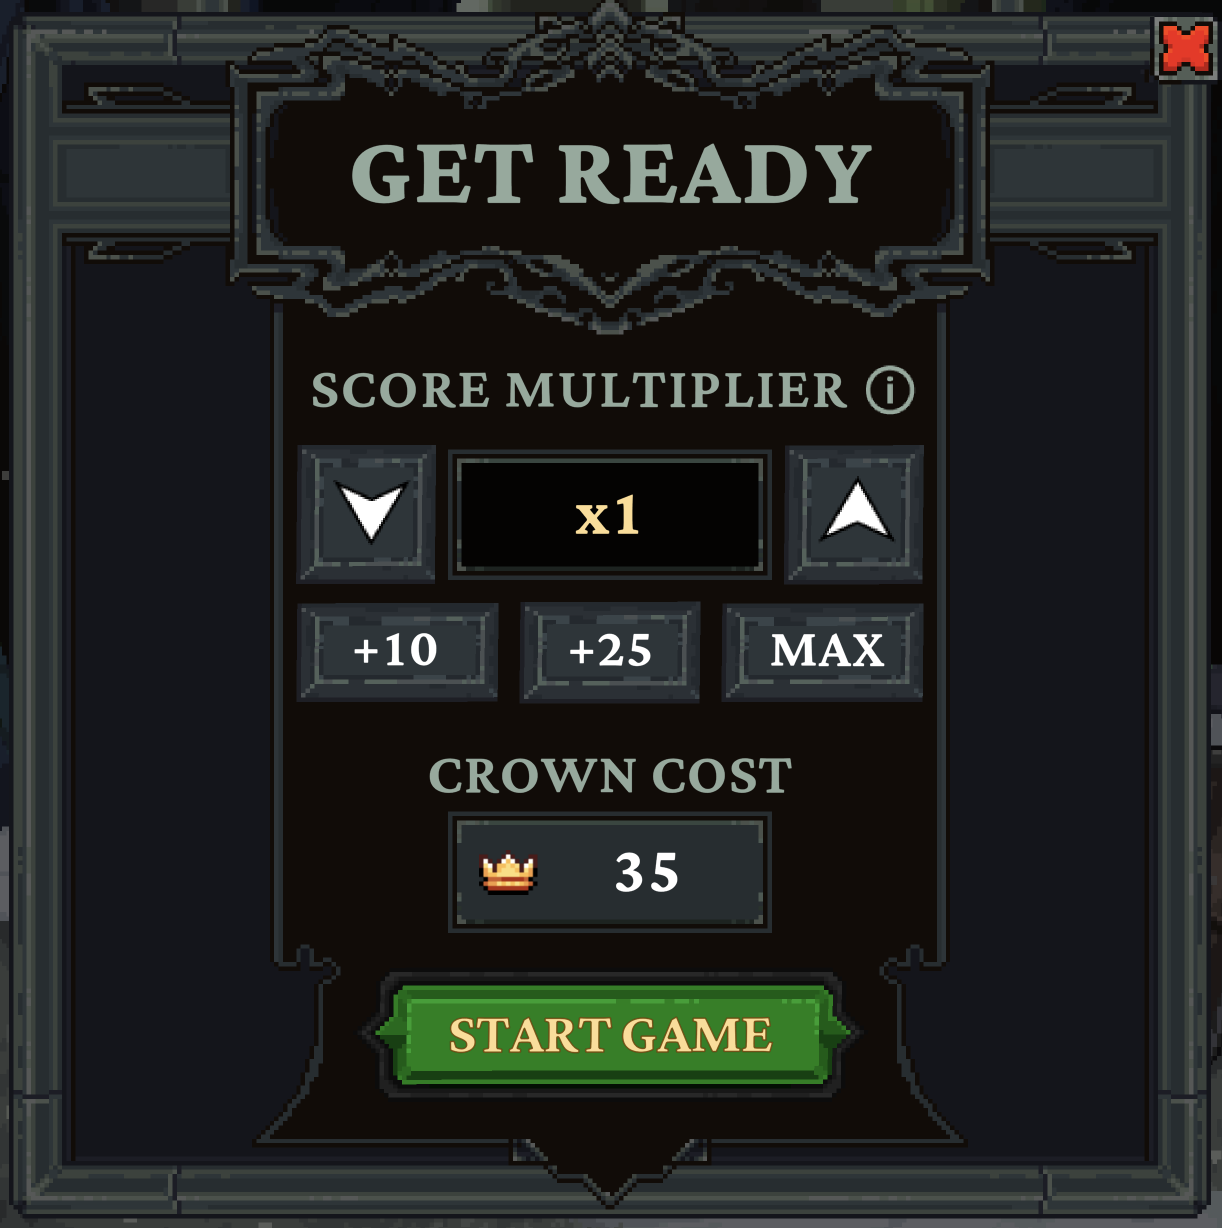 GET READY
SCORE MULTIPLIER i
x1
+10 +25 MAX
CROWN COST
35
START GAME